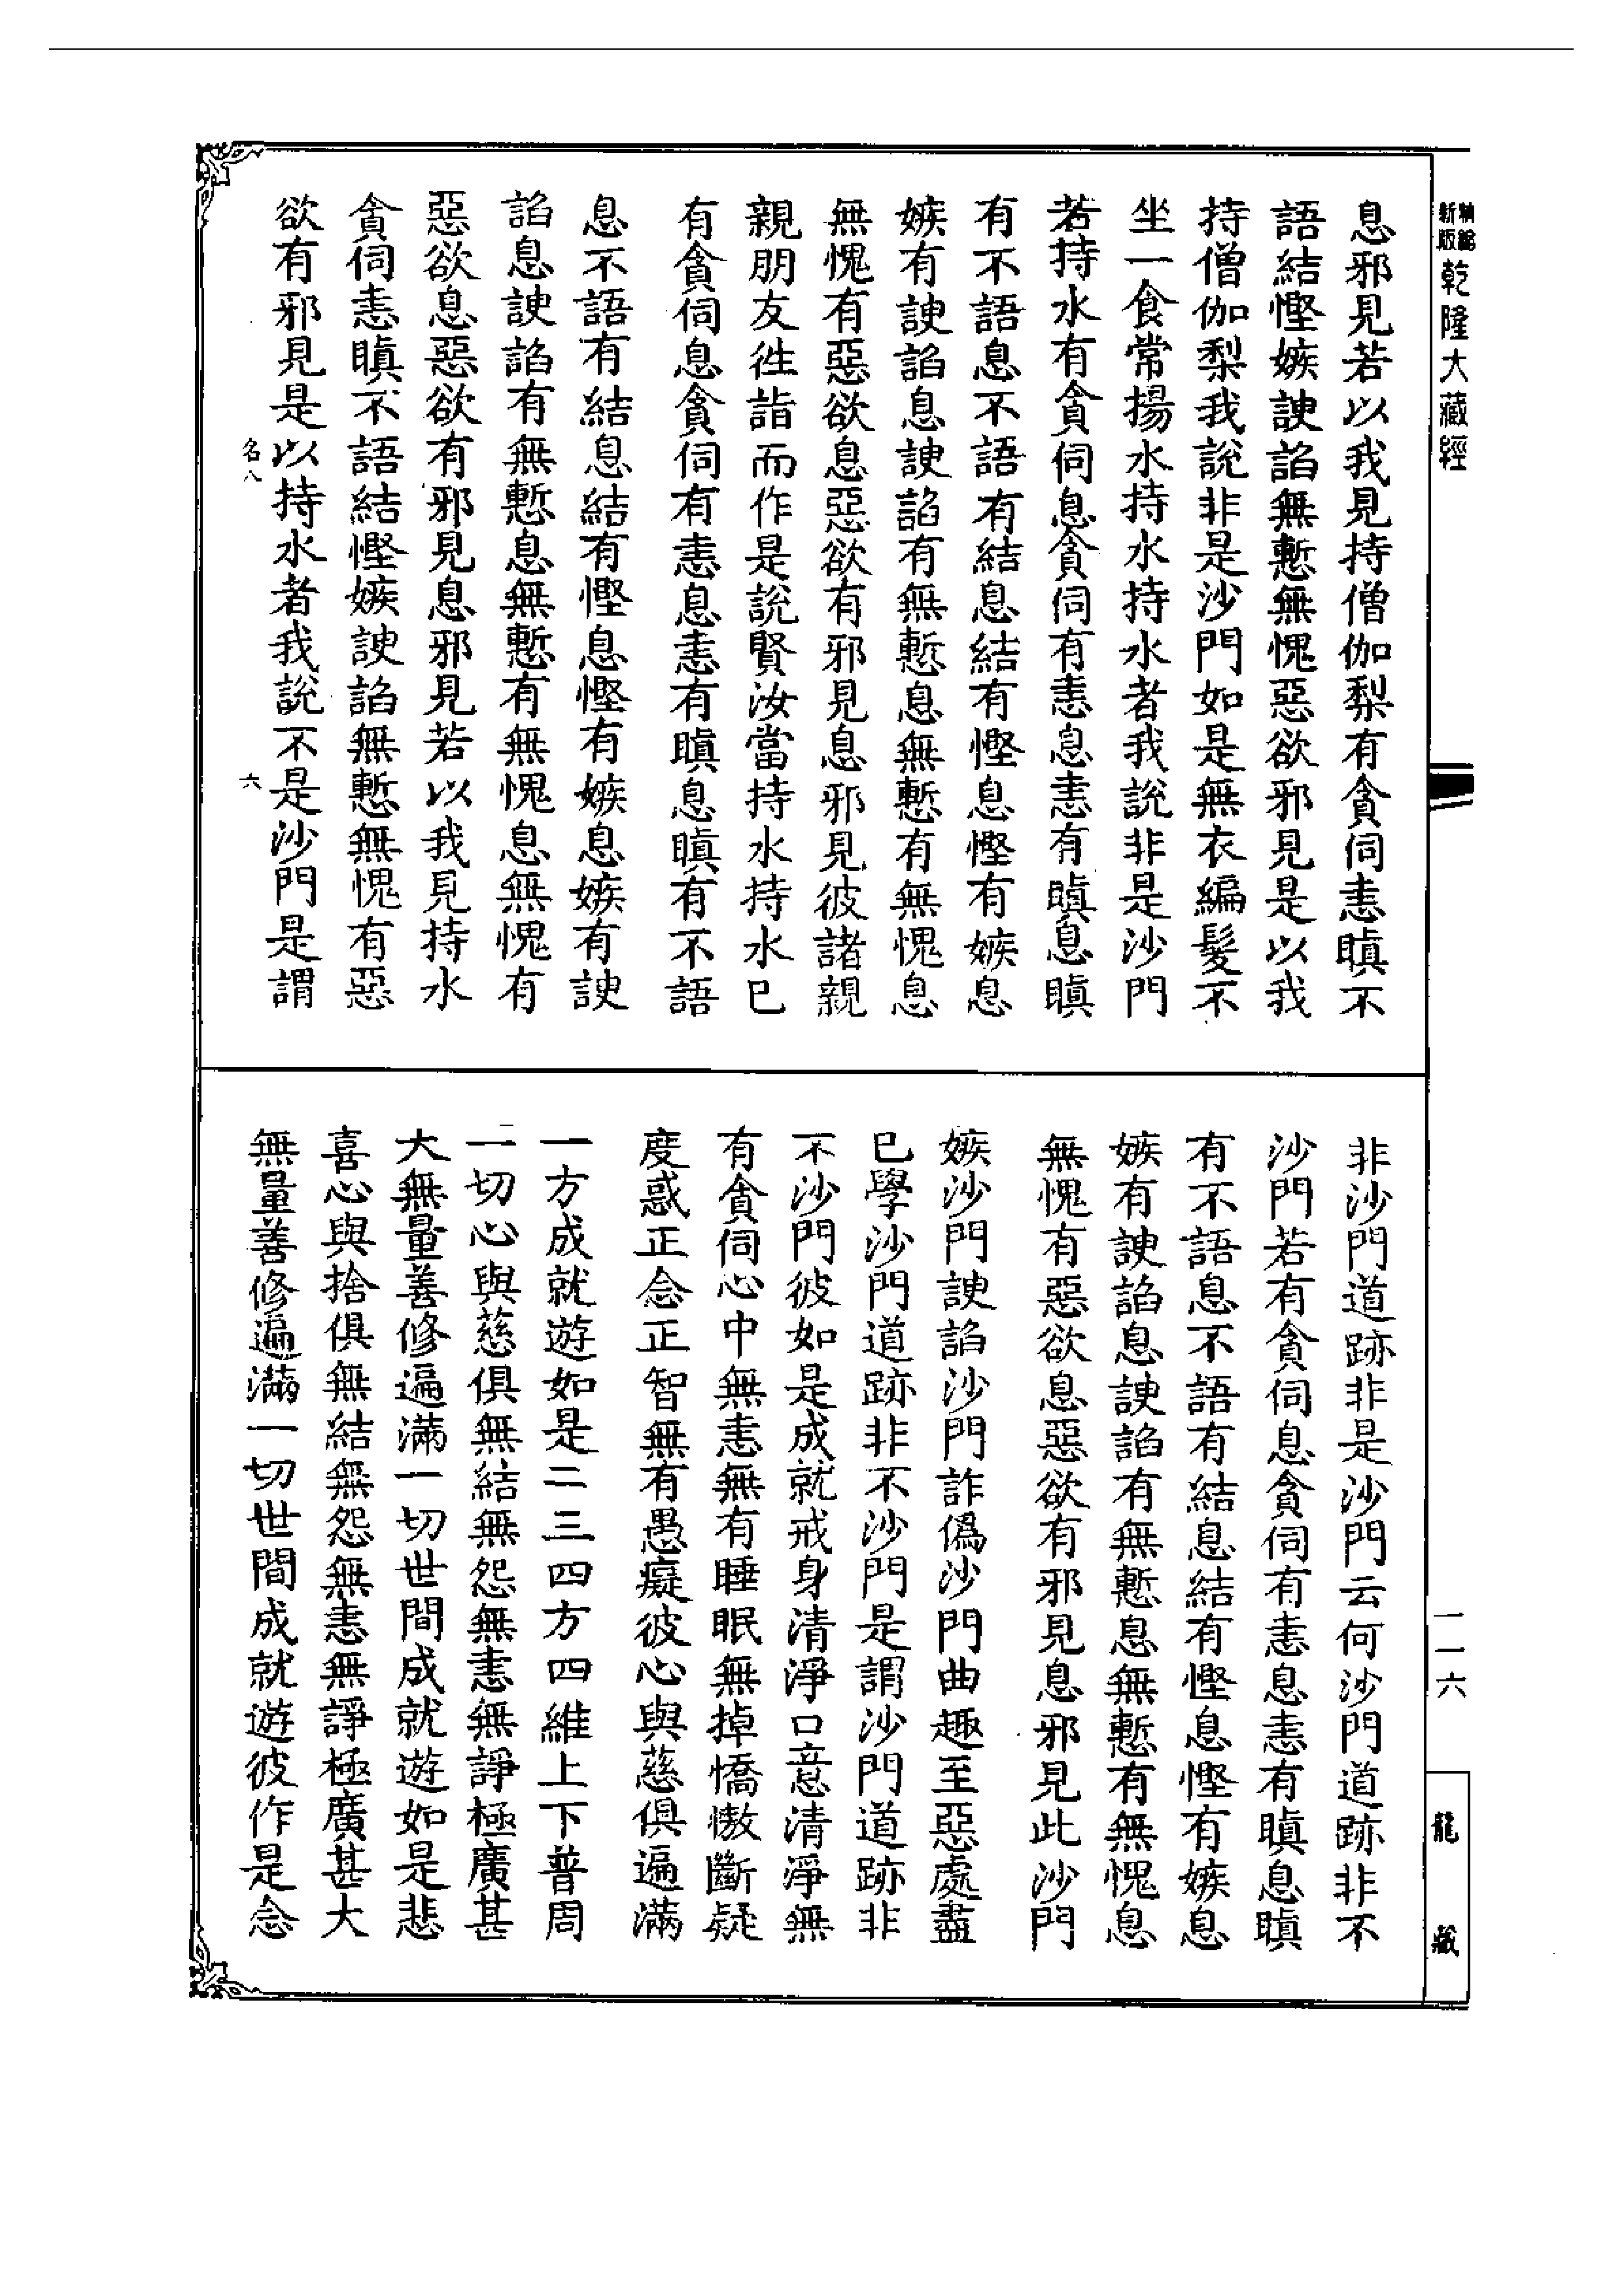 新版
精縮
乾隆大藏經
息邪見若以我見持僧伽梨有貪伺恚瞋不
語結慳嫉諛諂無慙無愧惡欲邪見是以我
持僧伽梨我說非是沙門如是無衣編髮不
坐一食常揚水持水持水者我說非是沙門
若持水有貪伺息貪伺有恚息恚有瞋息瞋
有不語息不語有結息結有慳息慳有嫉息
嫉有諛諂息諛諂有無慙息無慙有無愧息
無愧有惡欲息惡欲有邪見息邪見彼諸親
親朋友徃詣而作是說賢汝當持水持水已
有貪伺息貪伺有恚息恚有瞋息瞋有不語
息不語有結息結有慳息慳有嫉息嫉有諛
諂息諛諂有無慙息無慙有無愧息無愧有
惡欲息惡欲有邪見息邪見若以我見持水
貪伺恚瞋不語結慳嫉諛諂無慙無愧有惡
欲有邪見是以持水者我說不是沙門是謂
名八 六
非沙門道跡非是沙門云何沙門道跡非不
沙門若有貪伺息貪伺有恚息恚有瞋息瞋
有不語息不語有結息結有慳息慳有嫉息
嫉有諛諂息諛諂有無慙息無慙有無愧息
無愧有惡欲息惡欲有邪見息邪見此沙門
嫉沙門諛諂沙門詐僞沙門曲趣至惡處盡
已學沙門道跡非不沙門是謂沙門道跡非
不沙門彼如是成就戒身清淨口意清淨無
有貪伺心中無恚無有睡眠無掉憍慠斷疑
度惑正念正智無有愚癡彼心與慈俱遍滿
一方成就遊如是二三四方四維上下普周
一切心與慈俱無結無怨無恚無諍極廣甚
大無量善修遍滿一切世間成就遊如是悲
喜心與捨俱無結無怨無恚無諍極廣甚大
無量善修遍滿一切世間成就遊彼作是念
一一六
龍藏